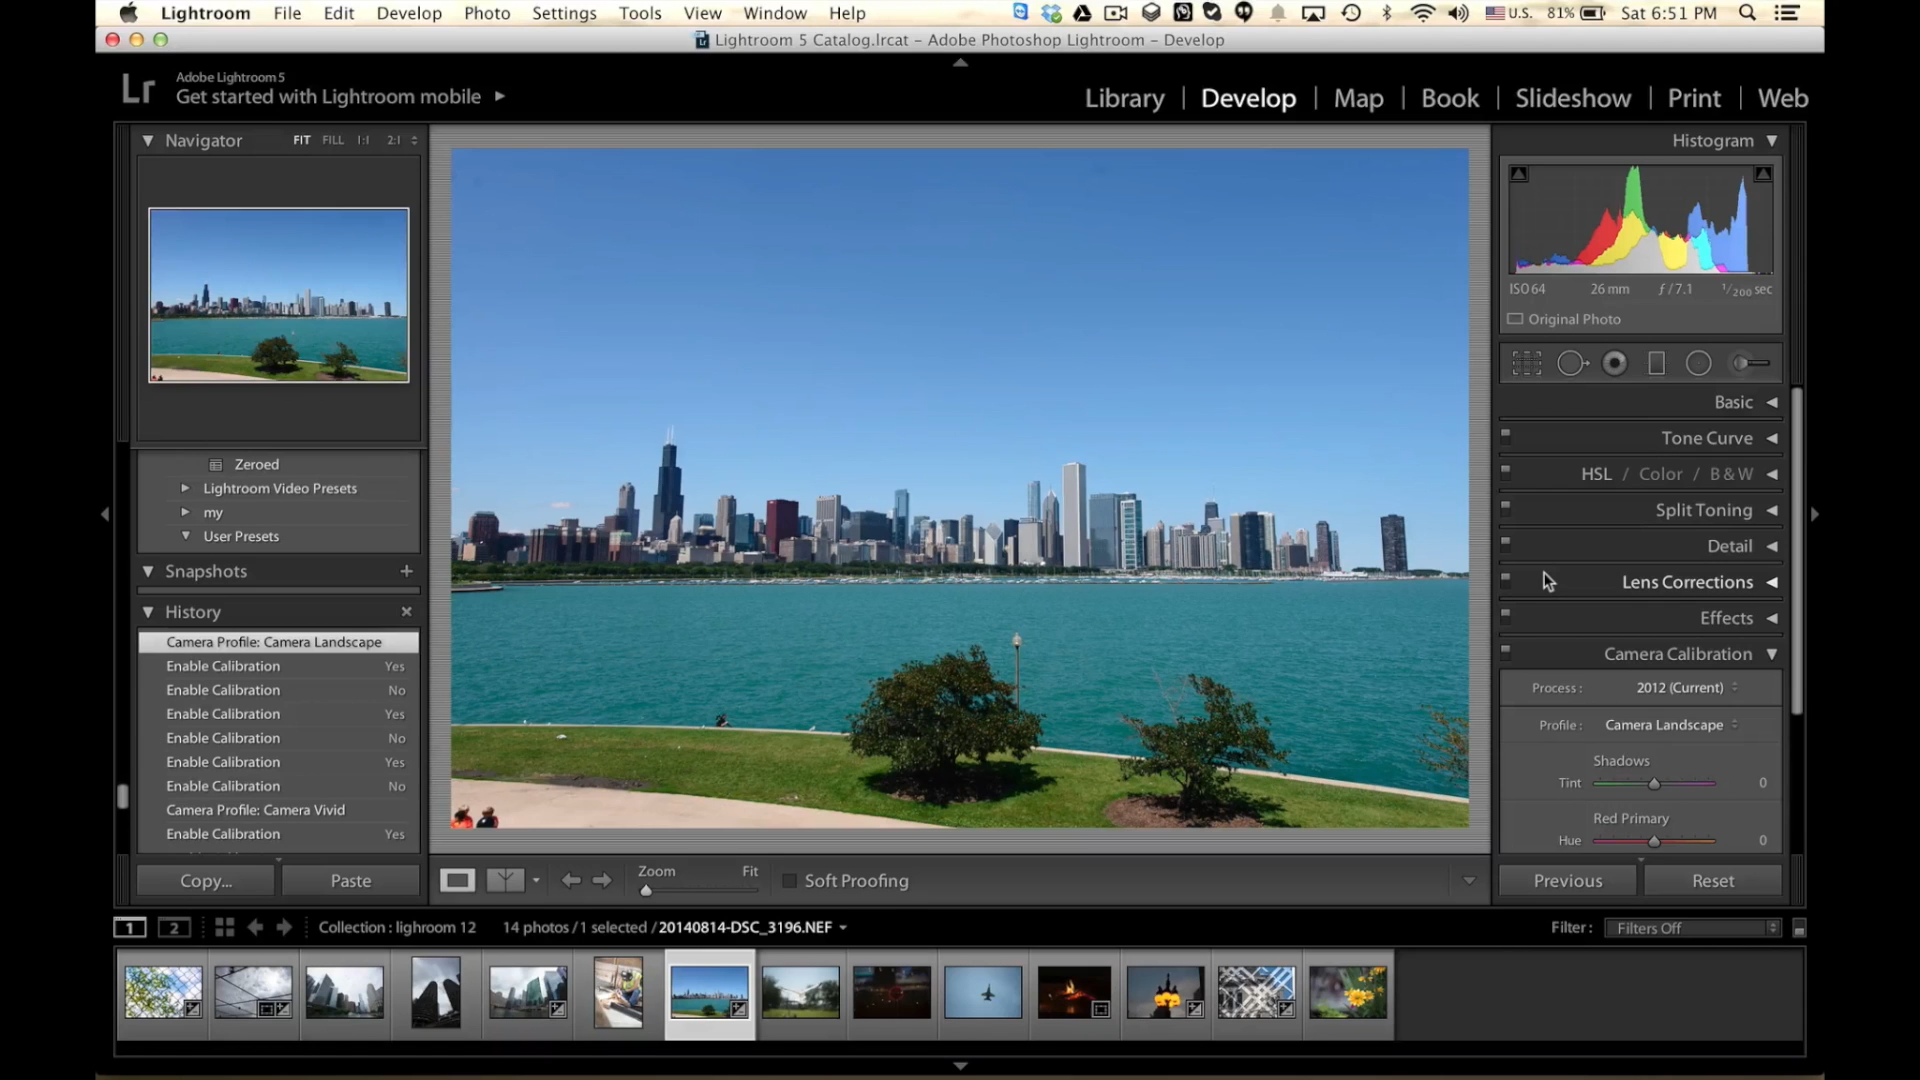 Lightroom File Edit Develop Photo Settings Tools View Window Help U.S. 81% Sat 6:51 PM
Lightroom 5 Catalog.lrcat – Adobe Photoshop Lightroom – Develop
Lr
Adobe Lightroom 5
Get started with Lightroom mobile
Library | Develop | Map | Book | Slideshow | Print | Web
Navigator FIT FILL 1:1 2:1
Zeroed
Lightroom Video Presets
my
User Presets
Snapshots +
History ×
Camera Profile: Camera Landscape
Enable Calibration Yes
Enable Calibration No
Enable Calibration Yes
Enable Calibration No
Enable Calibration Yes
Enable Calibration No
Camera Profile: Camera Vivid
Enable Calibration Yes
Copy... Paste
Zoom Fit
Soft Proofing
Histogram
ISO 64 26 mm ƒ / 7.1 1/200 sec
Original Photo
Basic
Tone Curve
HSL / Color / B & W
Split Toning
Detail
Lens Corrections
Effects
Camera Calibration
Process : 2012 (Current)
Profile : Camera Landscape
Shadows
Tint 0
Red Primary
Hue 0
Previous Reset
1 2 Collection : lighroom 12 14 photos / 1 selected / 20140814-DSC_3196.NEF Filter : Filters Off